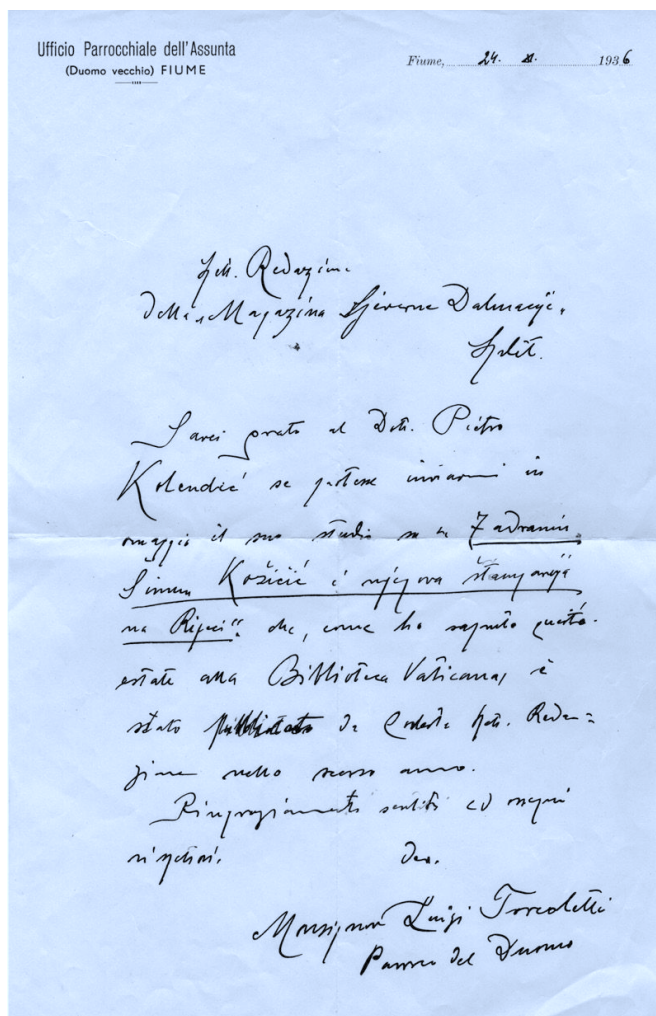 Ufficio Parrocchiale dell'Assunta
(Duomo vecchio) FIUME
Fiume, 24. XI. 1936
Spett. Redazione
della „Magazina Sjeverne Dalmacije„
Split.
Sarei grato al Dott. Pietro
Kolendić se potesse inviarmi in
omaggio il suo studio su „Zadranin
Šimun Kožičić i njegova štamparija
na Rijeci" che, come ho saputo questa
estate alla Biblioteca Vaticana, è
stato pubblicato da codesta Spett. Reda=
zione nello scorso anno.
Ringraziamenti sentiti ed ossequi
rispettosi. Dev.
Monsignor Luigi Torcoletti
Parroco del Duomo